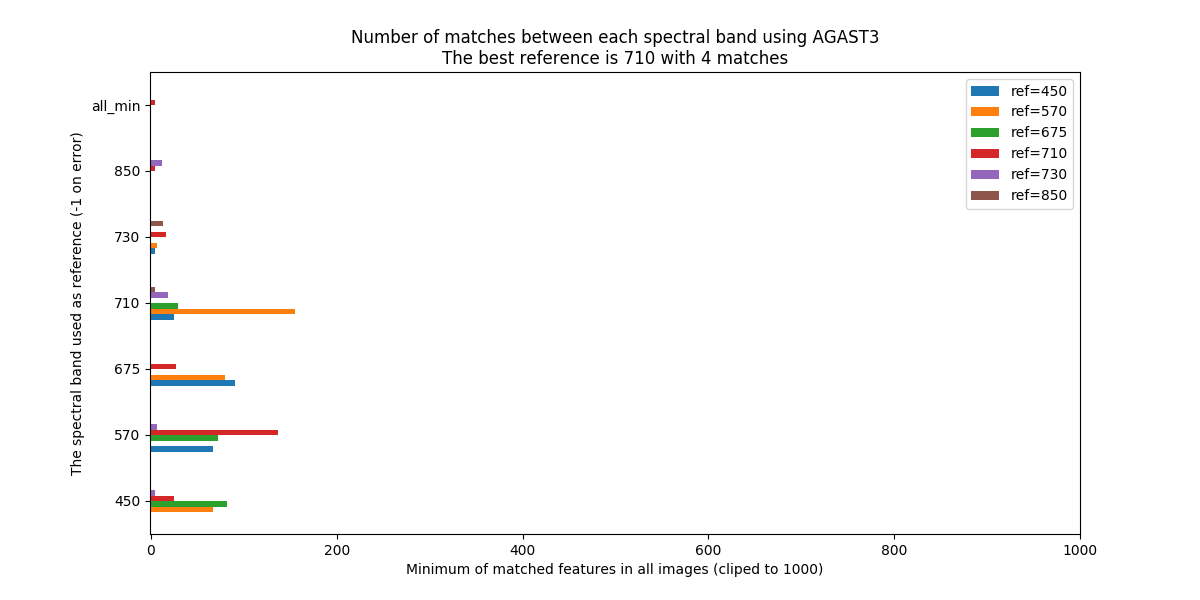 Number of matches between each spectral band using AGAST3
The best reference is 710 with 4 matches
The spectral band used as reference (-1 on error)
all_min
850
730
710
675
570
450
ref=450
ref=570
ref=675
ref=710
ref=730
ref=850
0
200
400
600
800
1000
Minimum of matched features in all images (cliped to 1000)